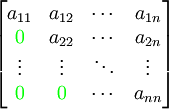 a₁₁ a₁₂ ⋯ a₁ₙ
0 a₂₂ ⋯ a₂ₙ
⋮ ⋮ ⋱ ⋮
0 0 ⋯ aₙₙ